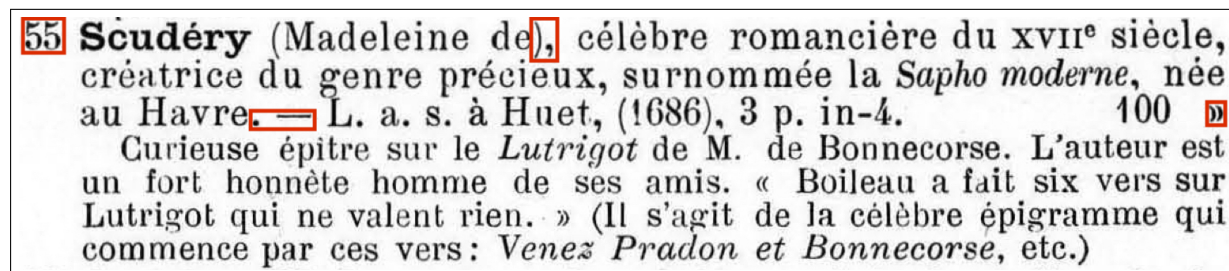 55 Scudéry (Madeleine de), célèbre romancière du XVIIe siècle,
créatrice du genre précieux, surnommée la Sapho moderne, née
au Havre. — L. a. s. à Huet, (1686), 3 p. in-4. 100 »
Curieuse épitre sur le Lutrigot de M. de Bonnecorse. L'auteur est
un fort honnète homme de ses amis. « Boileau a fait six vers sur
Lutrigot qui ne valent rien. » (Il s'agit de la célèbre épigramme qui
commence par ces vers : Venez Pradon et Bonnecorse, etc.)